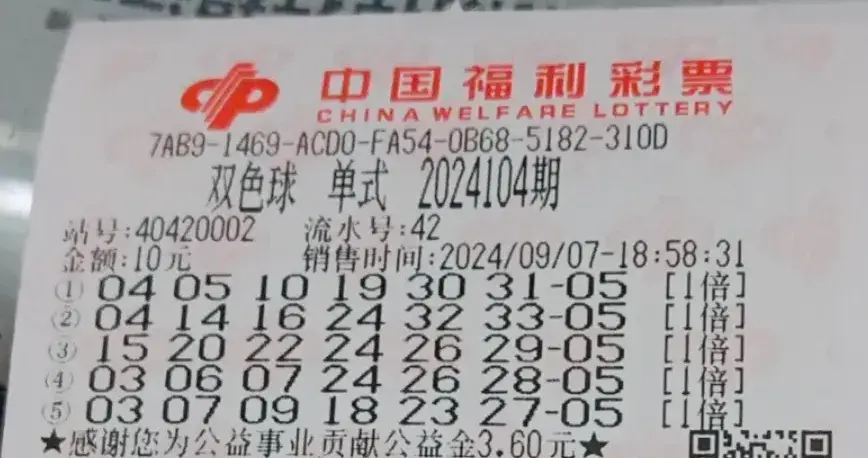 中国福利彩票
CHINA WELFARE LOTTERY
7AB9-1469-ACD0-FA54-0B68-5182-310D
双色球 单式 2024104期
站号:40420002 流水号:42
金额:10元 销售时间:2024/09/07-18:58:31
① 04 05 10 19 30 31-05 [1倍]
② 04 14 16 24 32 33-05 [1倍]
③ 15 20 22 24 26 29-05 [1倍]
④ 03 06 07 24 26 28-05 [1倍]
⑤ 03 07 09 18 23 27-05 [1倍]
★感谢您为公益事业贡献公益金3.60元★